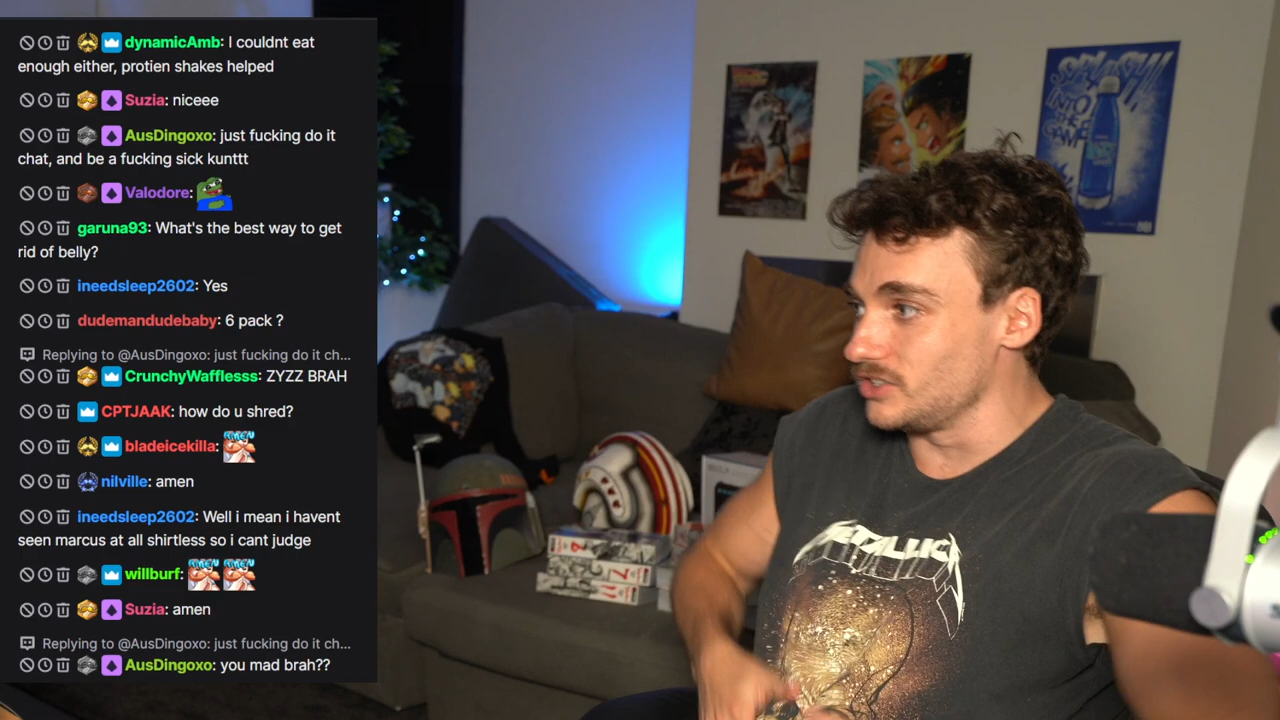 dynamicAmb: I couldnt eat
enough either, protien shakes helped
Suzia: niceee
AusDingoxo: just fucking do it
chat, and be a fucking sick kunttt
Valodore:
garuna93: What's the best way to get
rid of belly?
ineedsleep2602: Yes
dudemandudebaby: 6 pack ?
Replying to @AusDingoxo: just fucking do it ch...
CrunchyWafflesss: ZYZZ BRAH
CPTJAAK: how do u shred?
bladeicekilla:
nilville: amen
ineedsleep2602: Well i mean i havent
seen marcus at all shirtless so i cant judge
willburf:
Suzia: amen
Replying to @AusDingoxo: just fucking do it ch...
AusDingoxo: you mad brah??
SPLASH!
INTO
THE
GAME
METALLICA